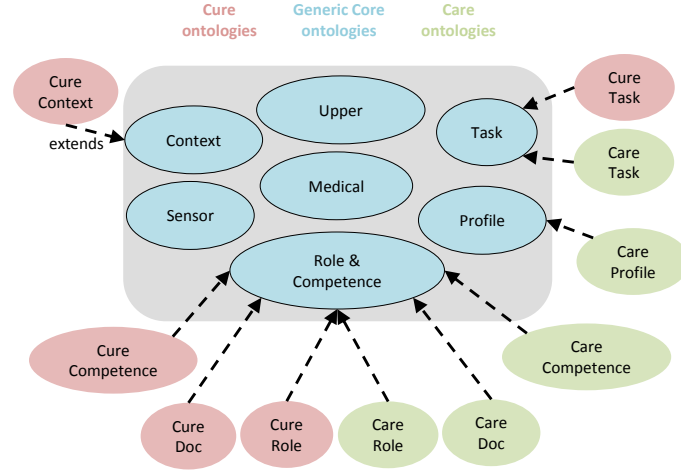 Cure
ontologies
Generic Core
ontologies
Care
ontologies
Cure
Context
extends
Upper
Context
Task
Cure
Task
Care
Task
Medical
Sensor
Profile
Care
Profile
Role &
Competence
Cure
Competence
Care
Competence
Cure
Doc
Cure
Role
Care
Role
Care
Doc